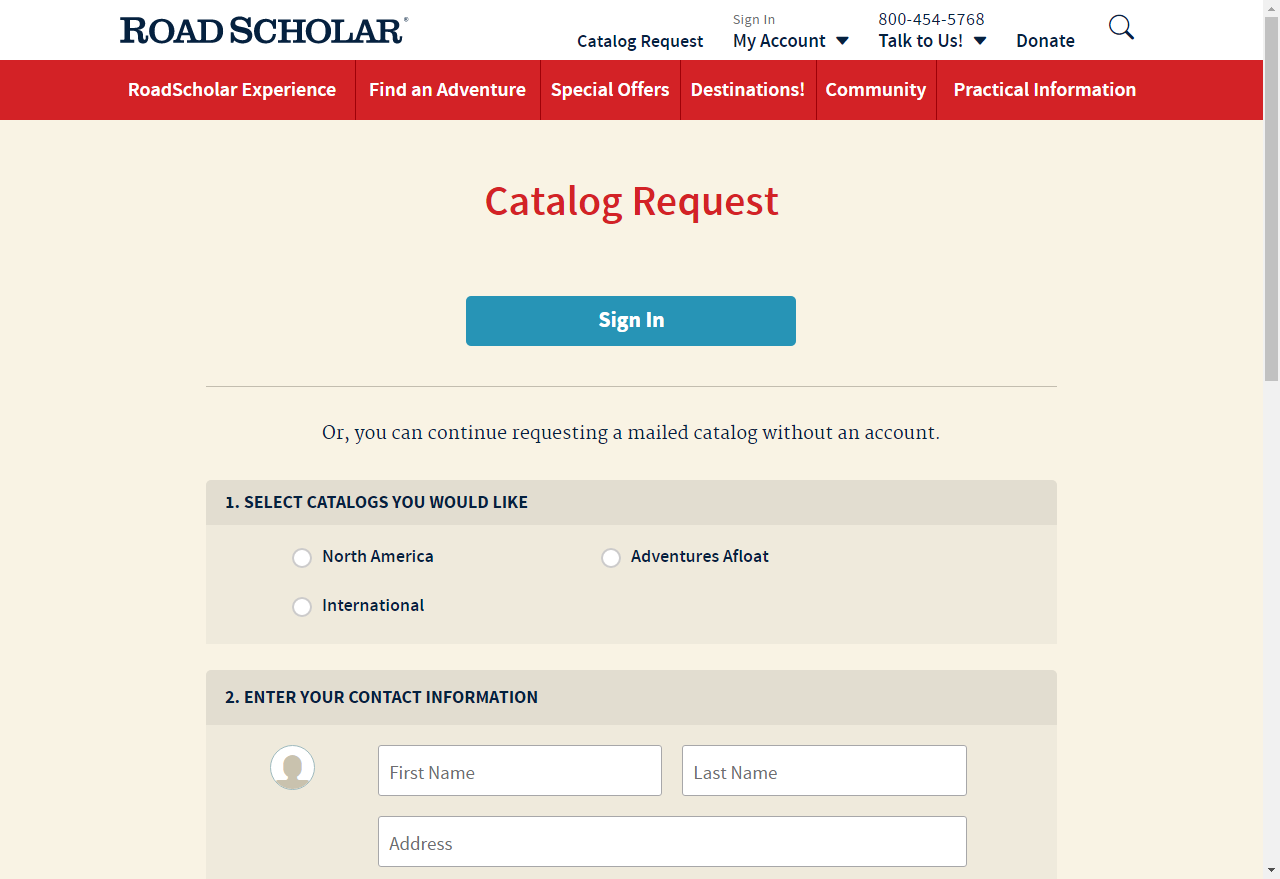 ROAD SCHOLAR®
Catalog Request
Sign In
My Account
800-454-5768
Talk to Us!
Donate
RoadScholar Experience
Find an Adventure
Special Offers
Destinations!
Community
Practical Information
Catalog Request
Sign In
Or, you can continue requesting a mailed catalog without an account.
1. SELECT CATALOGS YOU WOULD LIKE
North America
Adventures Afloat
International
2. ENTER YOUR CONTACT INFORMATION
First Name
Last Name
Address